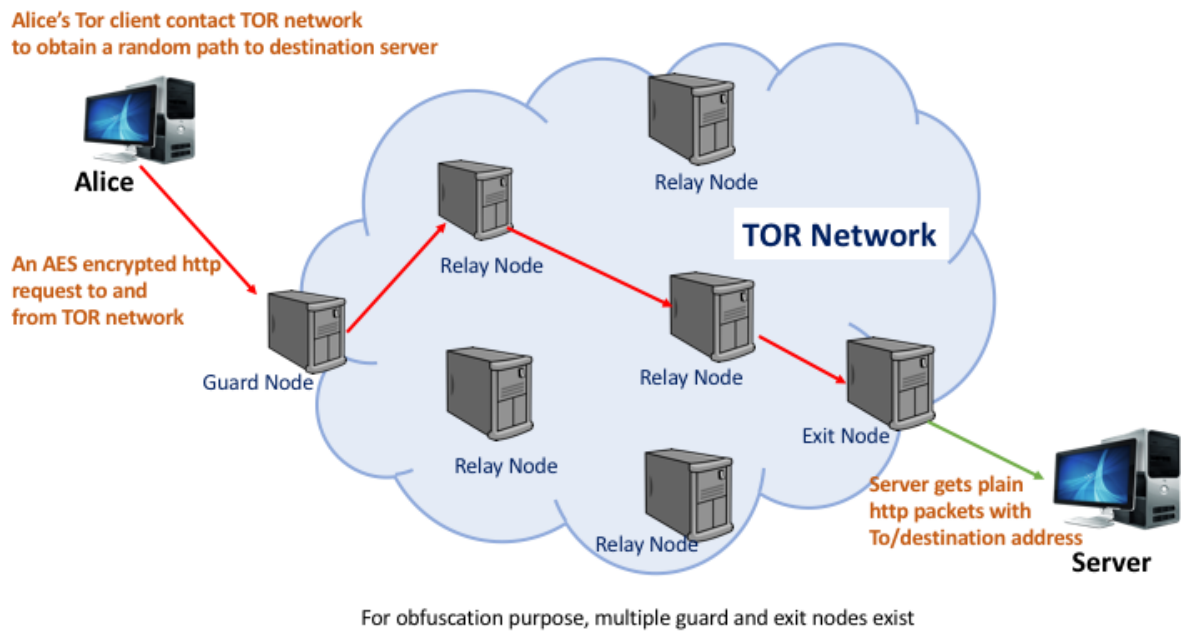 Alice's Tor client contact TOR network
to obtain a random path to destination server
Alice
Relay Node
TOR Network
An AES encrypted http
request to and
from TOR network
Relay Node
Guard Node
Relay Node
Exit Node
Relay Node
Relay Node
Server gets plain
http packets with
To/destination address
Server
For obfuscation purpose, multiple guard and exit nodes exist